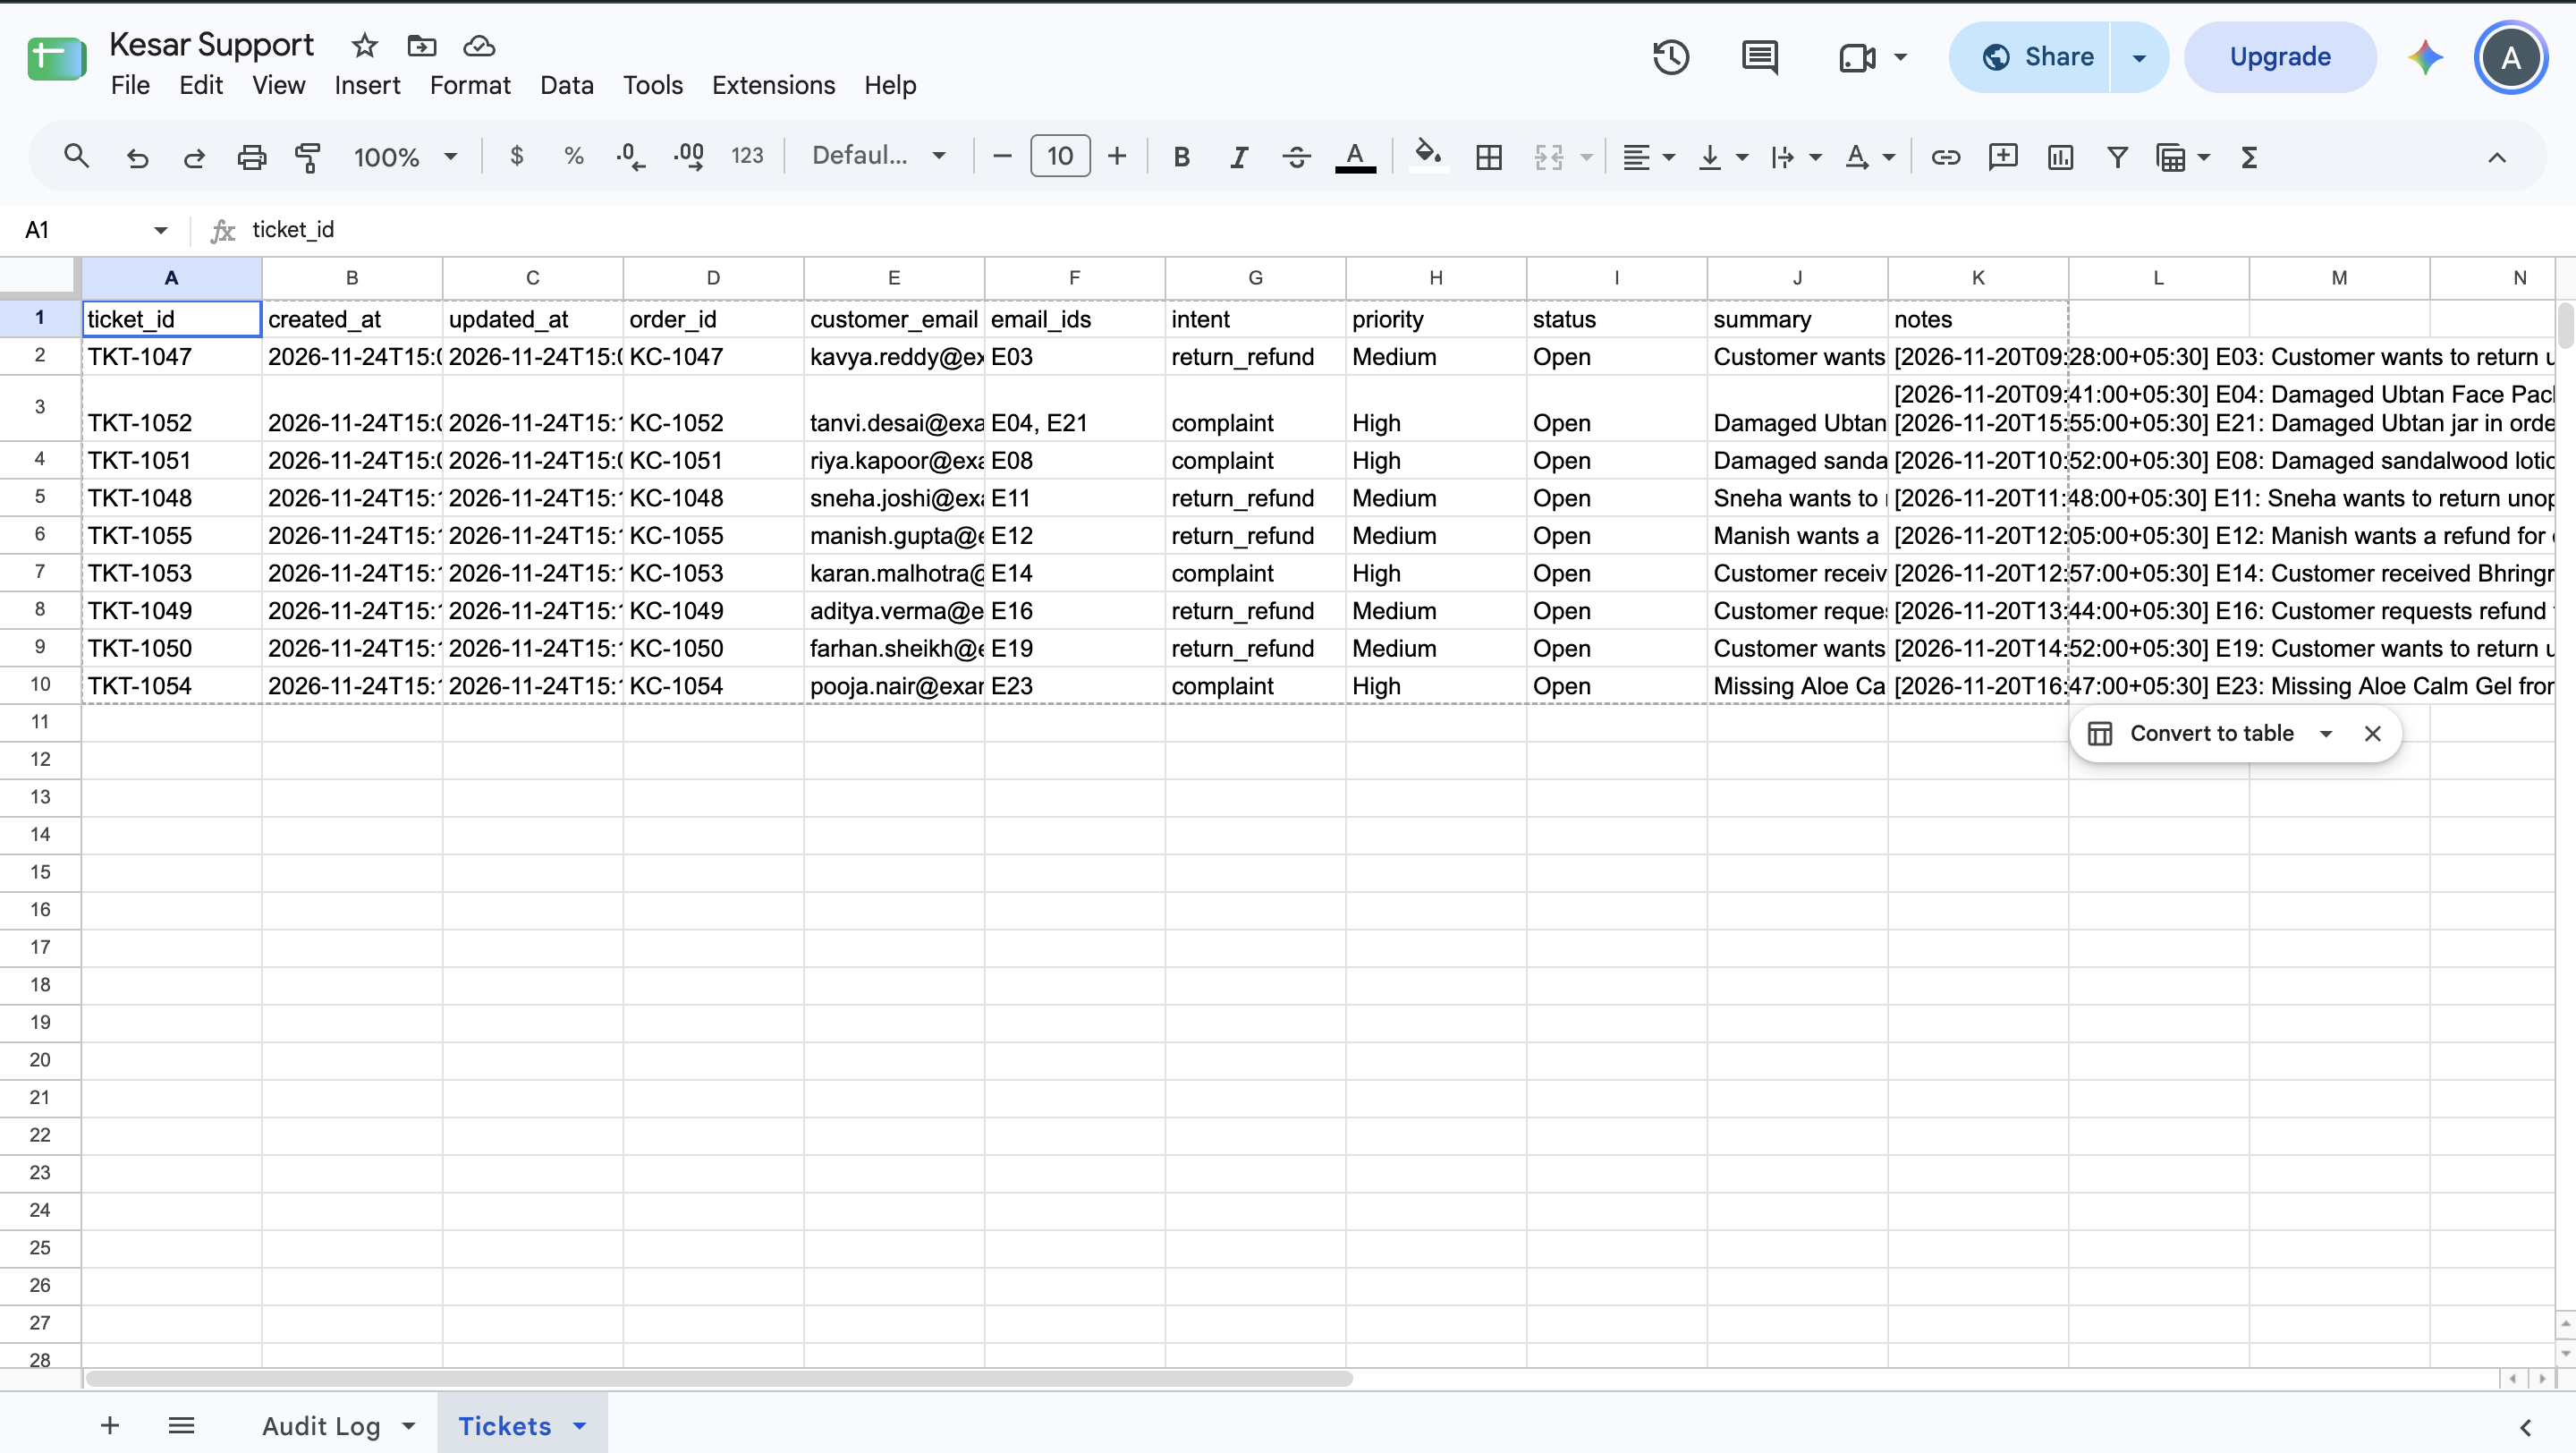 Kesar Support
File Edit View Insert Format Data Tools Extensions Help
Share
Upgrade
A
100% $ % .0 .00 123 Defaul... 10 B I A A
A1 fx ticket_id
A B C D E F G H I J K L M N
1 ticket_id created_at updated_at order_id customer_email email_ids intent priority status summary notes
2 TKT-1047 2026-11-24T15:0 2026-11-24T15:0 KC-1047 kavya.reddy@ex E03 return_refund Medium Open Customer wants [2026-11-20T09:28:00+05:30] E03: Customer wants to return u
[2026-11-20T09:41:00+05:30] E04: Damaged Ubtan Face Pac
3 TKT-1052 2026-11-24T15:0 2026-11-24T15:1 KC-1052 tanvi.desai@exa E04, E21 complaint High Open Damaged Ubtan [2026-11-20T15:55:00+05:30] E21: Damaged Ubtan jar in orde
4 TKT-1051 2026-11-24T15:0 2026-11-24T15:0 KC-1051 riya.kapoor@exa E08 complaint High Open Damaged sanda [2026-11-20T10:52:00+05:30] E08: Damaged sandalwood lotio
5 TKT-1048 2026-11-24T15:1 2026-11-24T15:1 KC-1048 sneha.joshi@exa E11 return_refund Medium Open Sneha wants to [2026-11-20T11:48:00+05:30] E11: Sneha wants to return unop
6 TKT-1055 2026-11-24T15:1 2026-11-24T15:1 KC-1055 manish.gupta@e E12 return_refund Medium Open Manish wants a [2026-11-20T12:05:00+05:30] E12: Manish wants a refund for
7 TKT-1053 2026-11-24T15:1 2026-11-24T15:1 KC-1053 karan.malhotra@ E14 complaint High Open Customer receiv [2026-11-20T12:57:00+05:30] E14: Customer received Bhringr
8 TKT-1049 2026-11-24T15:1 2026-11-24T15:1 KC-1049 aditya.verma@e E16 return_refund Medium Open Customer reques [2026-11-20T13:44:00+05:30] E16: Customer requests refund
9 TKT-1050 2026-11-24T15:1 2026-11-24T15:1 KC-1050 farhan.sheikh@e E19 return_refund Medium Open Customer wants [2026-11-20T14:52:00+05:30] E19: Customer wants to return u
10 TKT-1054 2026-11-24T15:1 2026-11-24T15:1 KC-1054 pooja.nair@exam E23 complaint High Open Missing Aloe Ca [2026-11-20T16:47:00+05:30] E23: Missing Aloe Calm Gel from
11
Convert to table
12
13
14
15
16
17
18
19
20
21
22
23
24
25
26
27
28
Audit Log Tickets